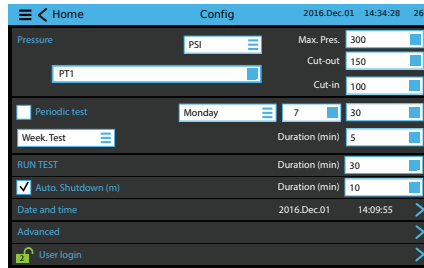 Home Config 2016.Dec.01 14:34:28 26
Pressure PSI Max. Pres. 300
Cut-out 150
PT1
Cut-in 100
Periodic test Monday 7 30
Week. Test Duration (min) 5
RUN TEST Duration (min) 30
Auto. Shutdown (m) Duration (min) 10
Date and time 2016.Dec.01 14:09:55
Advanced
2 User login